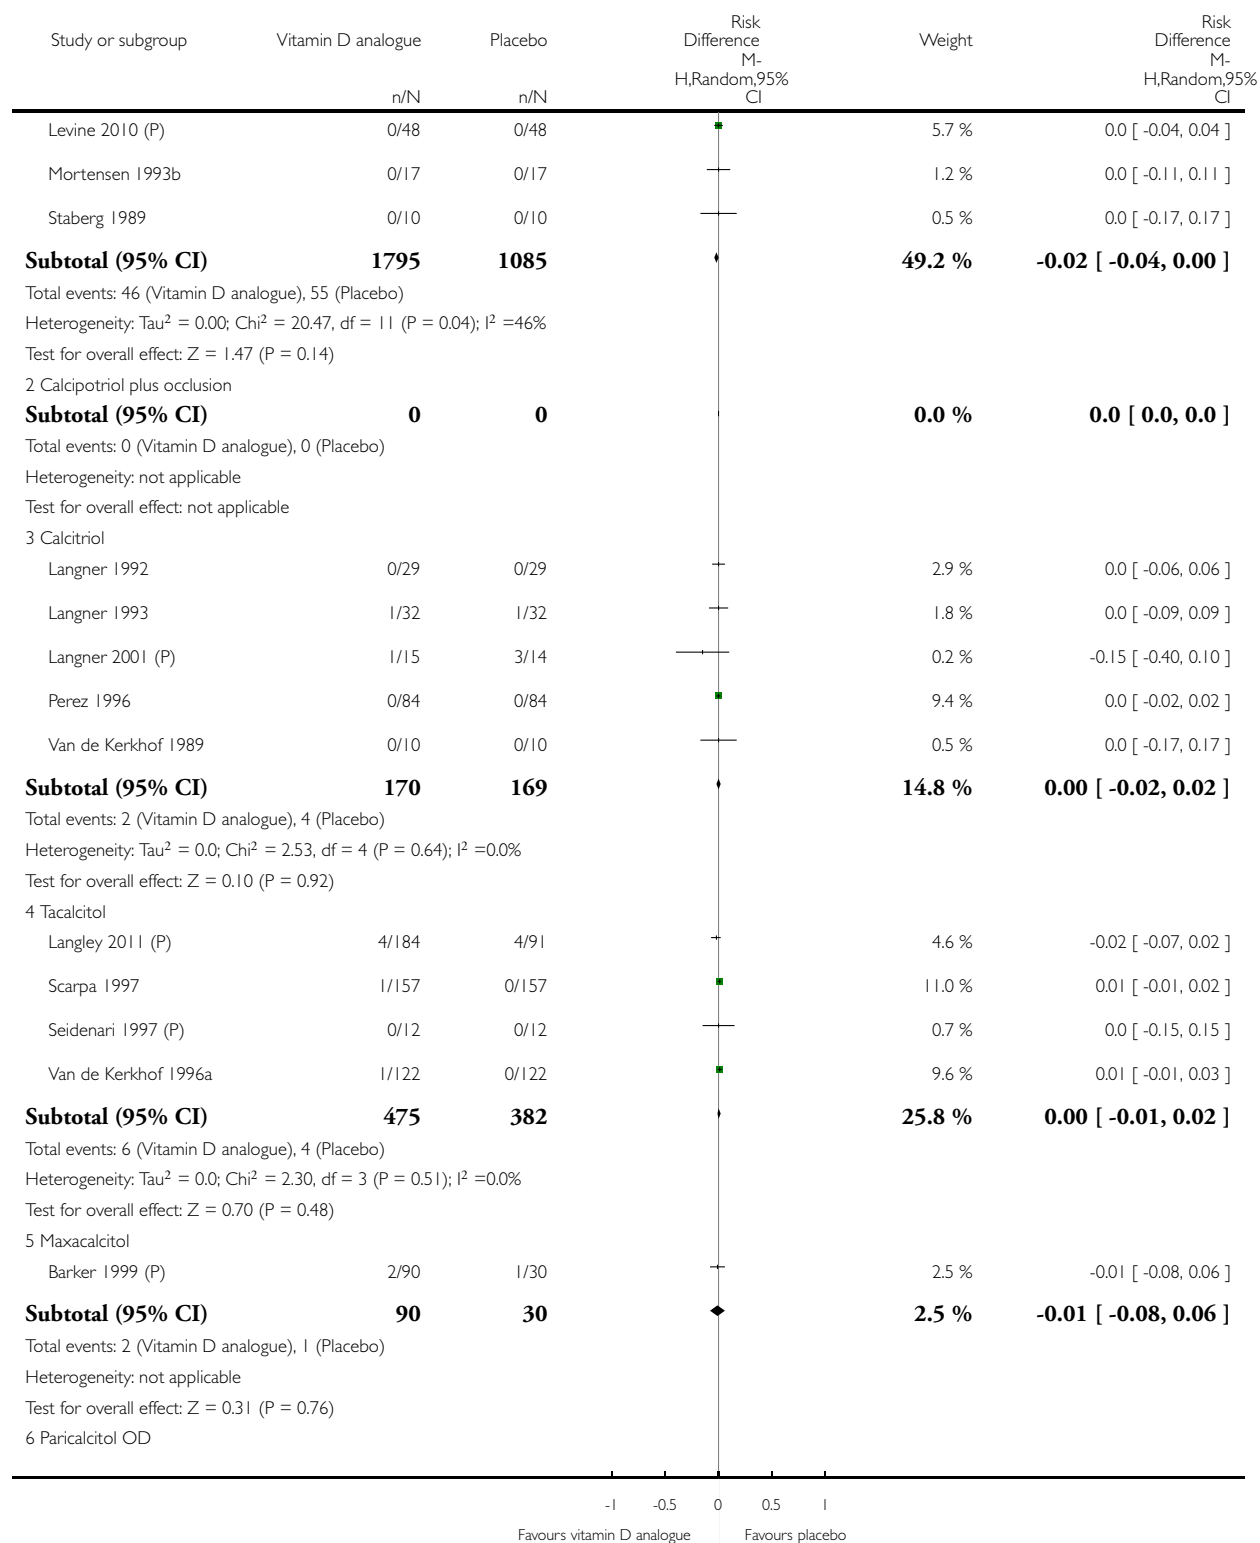 Study or subgroup Vitamin D analogue Placebo Risk Difference Weight Risk Difference
M-H,Random,95% CI M-H,Random,95% CI
n/N n/N
Levine 2010 (P) 0/48 0/48 5.7 % 0.0 [ -0.04, 0.04 ]
Mortensen 1993b 0/17 0/17 1.2 % 0.0 [ -0.11, 0.11 ]
Staberg 1989 0/10 0/10 0.5 % 0.0 [ -0.17, 0.17 ]
Subtotal (95% CI) 1795 1085 49.2 % -0.02 [ -0.04, 0.00 ]
Total events: 46 (Vitamin D analogue), 55 (Placebo)
Heterogeneity: Tau² = 0.00; Chi² = 20.47, df = 11 (P = 0.04); I² =46%
Test for overall effect: Z = 1.47 (P = 0.14)
2 Calcipotriol plus occlusion
Subtotal (95% CI) 0 0 0.0 % 0.0 [ 0.0, 0.0 ]
Total events: 0 (Vitamin D analogue), 0 (Placebo)
Heterogeneity: not applicable
Test for overall effect: not applicable
3 Calcitriol
Langner 1992 0/29 0/29 2.9 % 0.0 [ -0.06, 0.06 ]
Langner 1993 1/32 1/32 1.8 % 0.0 [ -0.09, 0.09 ]
Langner 2001 (P) 1/15 3/14 0.2 % -0.15 [ -0.40, 0.10 ]
Perez 1996 0/84 0/84 9.4 % 0.0 [ -0.02, 0.02 ]
Van de Kerkhof 1989 0/10 0/10 0.5 % 0.0 [ -0.17, 0.17 ]
Subtotal (95% CI) 170 169 14.8 % 0.00 [ -0.02, 0.02 ]
Total events: 2 (Vitamin D analogue), 4 (Placebo)
Heterogeneity: Tau² = 0.0; Chi² = 2.53, df = 4 (P = 0.64); I² =0.0%
Test for overall effect: Z = 0.10 (P = 0.92)
4 Tacalcitol
Langley 2011 (P) 4/184 4/91 4.6 % -0.02 [ -0.07, 0.02 ]
Scarpa 1997 1/157 0/157 11.0 % 0.01 [ -0.01, 0.02 ]
Seidenari 1997 (P) 0/12 0/12 0.7 % 0.0 [ -0.15, 0.15 ]
Van de Kerkhof 1996a 1/122 0/122 9.6 % 0.01 [ -0.01, 0.03 ]
Subtotal (95% CI) 475 382 25.8 % 0.00 [ -0.01, 0.02 ]
Total events: 6 (Vitamin D analogue), 4 (Placebo)
Heterogeneity: Tau² = 0.0; Chi² = 2.30, df = 3 (P = 0.51); I² =0.0%
Test for overall effect: Z = 0.70 (P = 0.48)
5 Maxacalcitol
Barker 1999 (P) 2/90 1/30 2.5 % -0.01 [ -0.08, 0.06 ]
Subtotal (95% CI) 90 30 2.5 % -0.01 [ -0.08, 0.06 ]
Total events: 2 (Vitamin D analogue), 1 (Placebo)
Heterogeneity: not applicable
Test for overall effect: Z = 0.31 (P = 0.76)
6 Paricalcitol OD
-1 -0.5 0 0.5 1
Favours vitamin D analogue Favours placebo